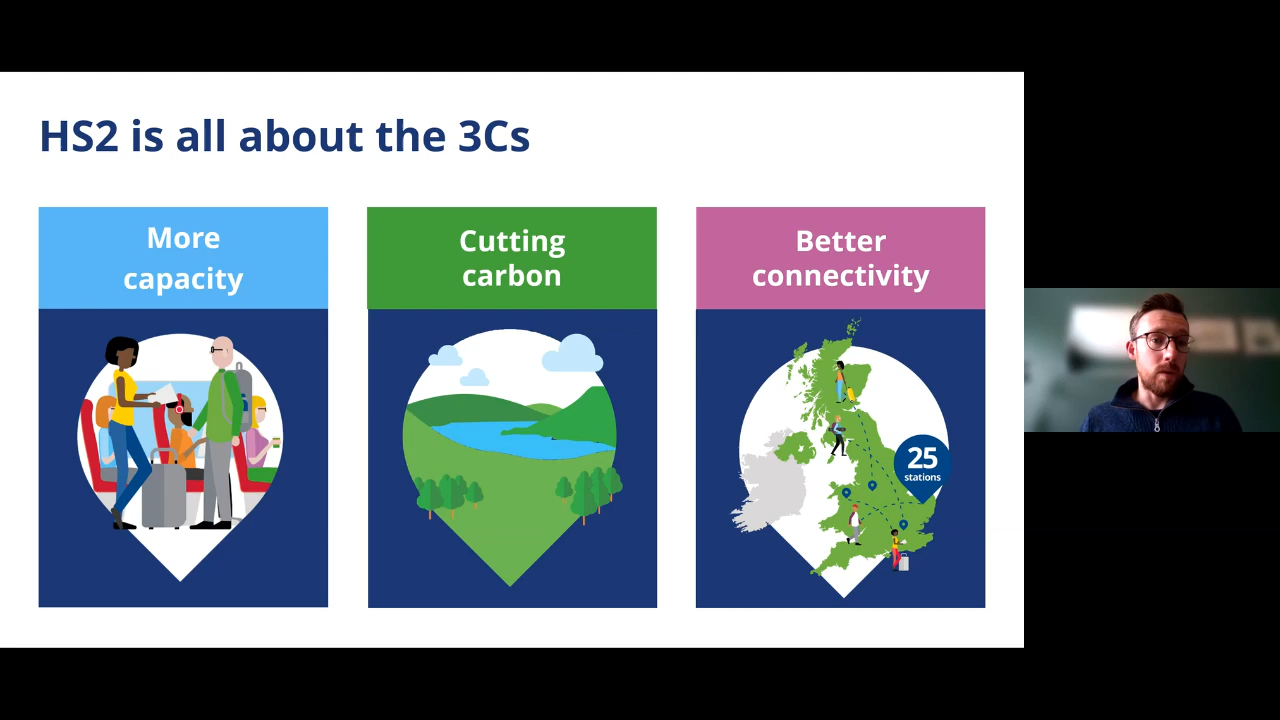 HS2 is all about the 3Cs
More
capacity
Cutting
carbon
Better
connectivity
25
stations